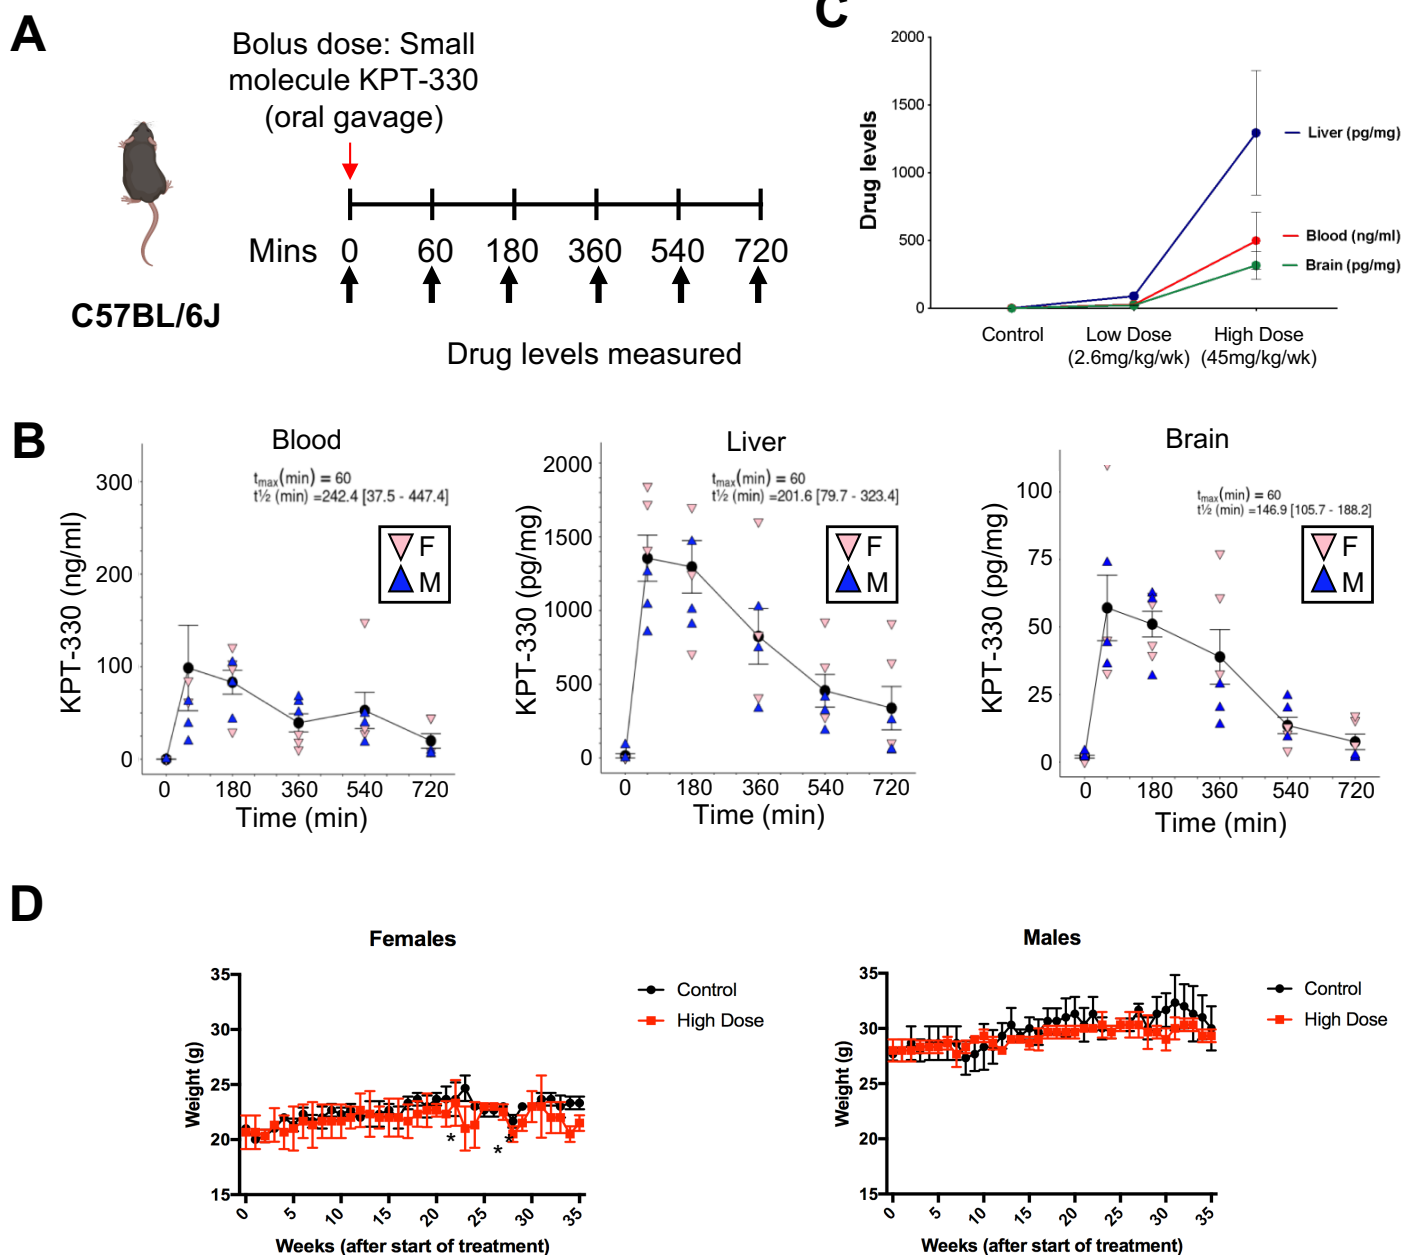 A
Bolus dose: Small
molecule KPT-330
(oral gavage)
Mins 0 60 180 360 540 720
C57BL/6J
Drug levels measured
C
Drug levels
2000
1500
1000
500
0
Liver (pg/mg)
Blood (ng/ml)
Brain (pg/mg)
Control
Low Dose
(2.6mg/kg/wk)
High Dose
(45mg/kg/wk)
B
Blood
tmax(min) = 60
t½ (min) =242.4 [37.5 - 447.4]
F
M
KPT-330 (ng/ml)
300
200
100
0
0 180 360 540 720
Time (min)
Liver
tmax(min) = 60
t½ (min) =201.6 [79.7 - 323.4]
F
M
KPT-330 (pg/mg)
2000
1500
1000
500
0
0 180 360 540 720
Time (min)
Brain
tmax(min) = 60
t½ (min) =146.9 [105.7 - 188.2]
F
M
KPT-330 (pg/mg)
100
75
50
25
0
0 180 360 540 720
Time (min)
D
Females
Control
High Dose
Weight (g)
35
30
25
20
15
* * *
0 5 10 15 20 25 30 35
Weeks (after start of treatment)
Males
Control
High Dose
Weight (g)
35
30
25
20
15
0 5 10 15 20 25 30 35
Weeks (after start of treatment)